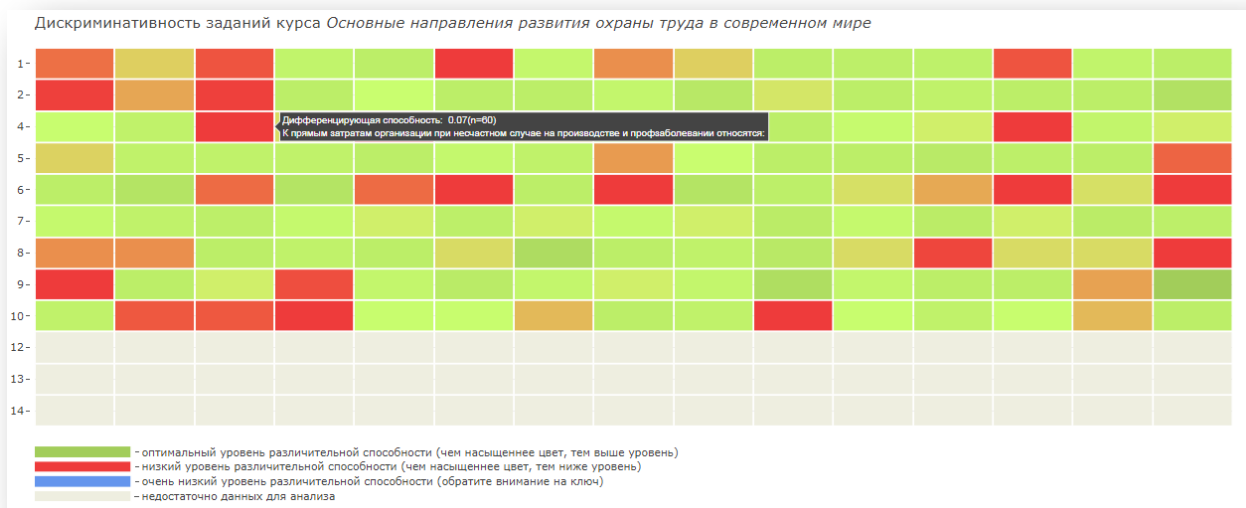 Дискриминативность заданий курса Основные направления развития охраны труда в современном мире
1-
2-
4-
Дифференцирующая способность: 0.07(n=60)
К прямым затратам организации при несчастном случае на производстве и профзаболевании относятся:
5-
6-
7-
8-
9-
10-
12-
13-
14-
- оптимальный уровень различительной способности (чем насыщеннее цвет, тем выше уровень)
- низкий уровень различительной способности (чем насыщеннее цвет, тем ниже уровень)
- очень низкий уровень различительной способности (обратите внимание на ключ)
- недостаточно данных для анализа